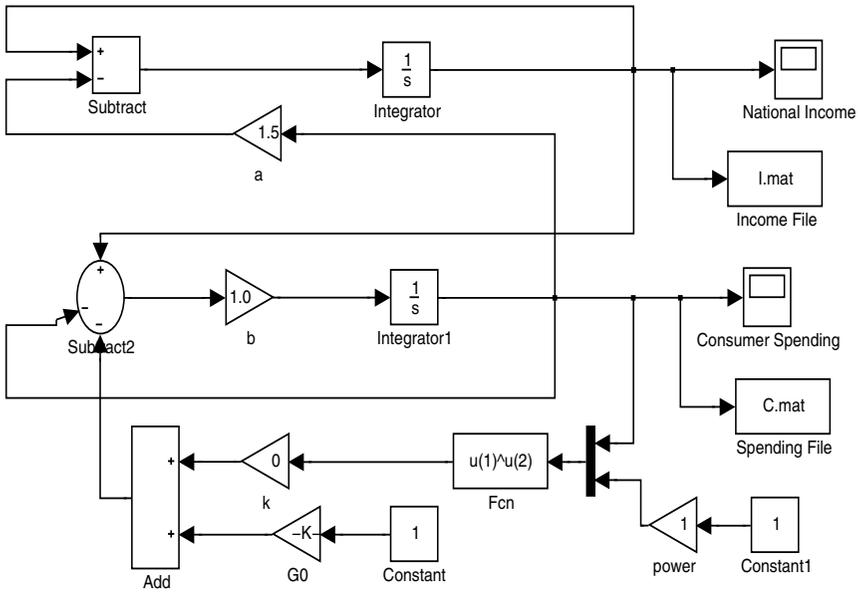 +
−
Subtract
1
s
Integrator
National Income
1.5
a
I.mat
Income File
+
−
−
Subtract2
1.0
b
1
s
Integrator1
Consumer Spending
C.mat
Spending File
+
0
k
u(1)^u(2)
Fcn
+
−K−
G0
1
Constant
1
power
1
Constant1
Add